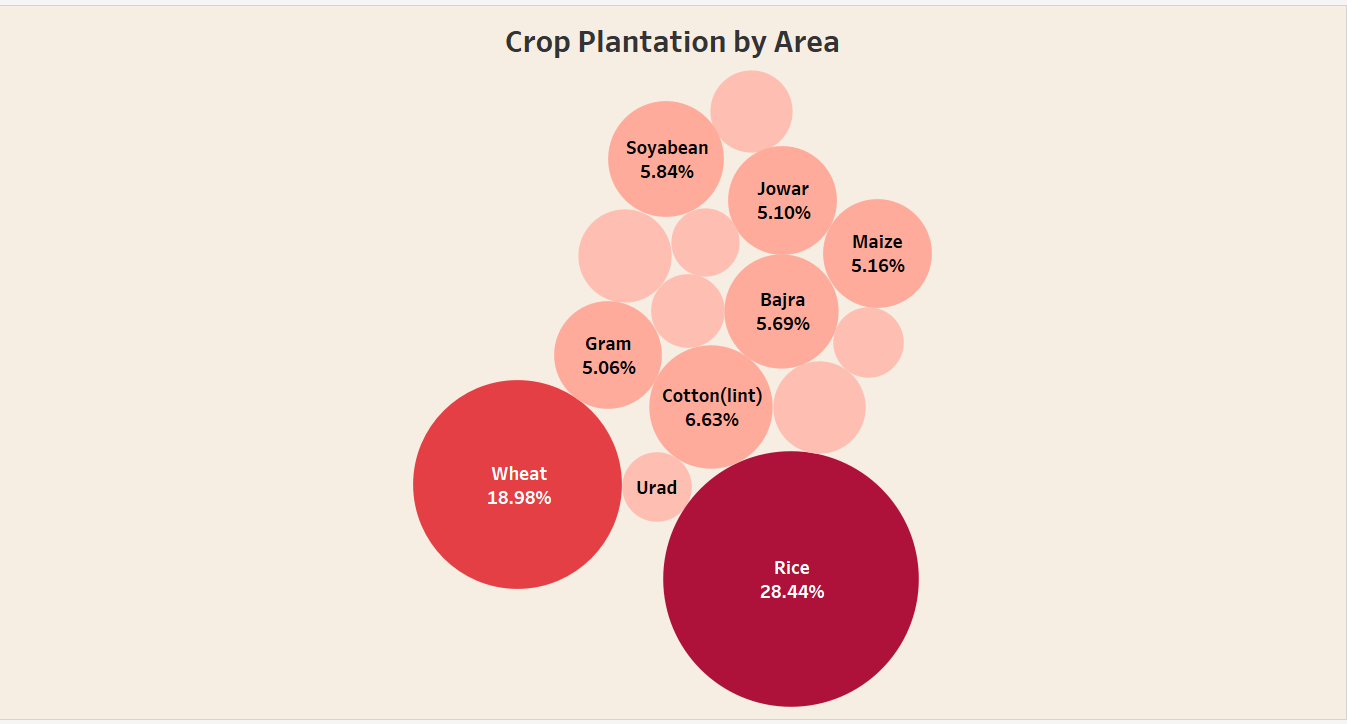 Crop Plantation by Area
Soyabean
5.84%
Jowar
5.10%
Maize
5.16%
Bajra
5.69%
Gram
5.06%
Cotton(lint)
6.63%
Wheat
18.98%
Urad
Rice
28.44%